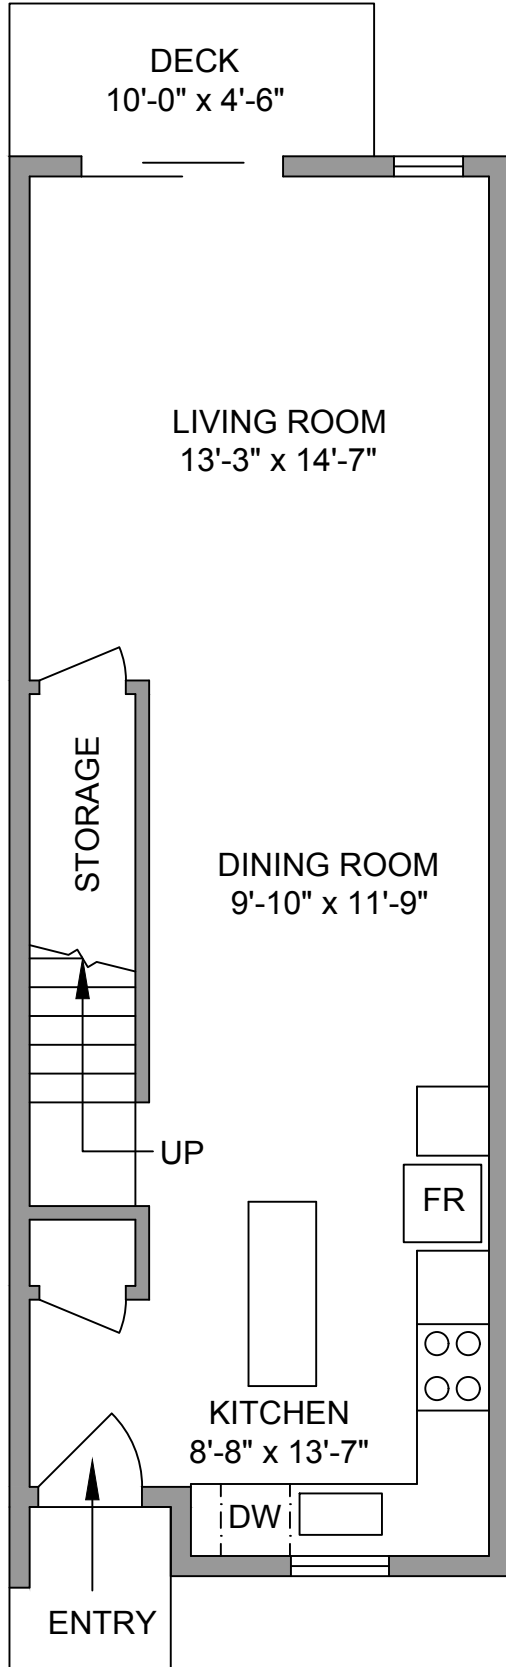 DECK
10'-0" x 4'-6"
LIVING ROOM
13'-3" x 14'-7"
STORAGE
DINING ROOM
9'-10" x 11'-9"
UP
FR
KITCHEN
8'-8" x 13'-7"
DW
ENTRY